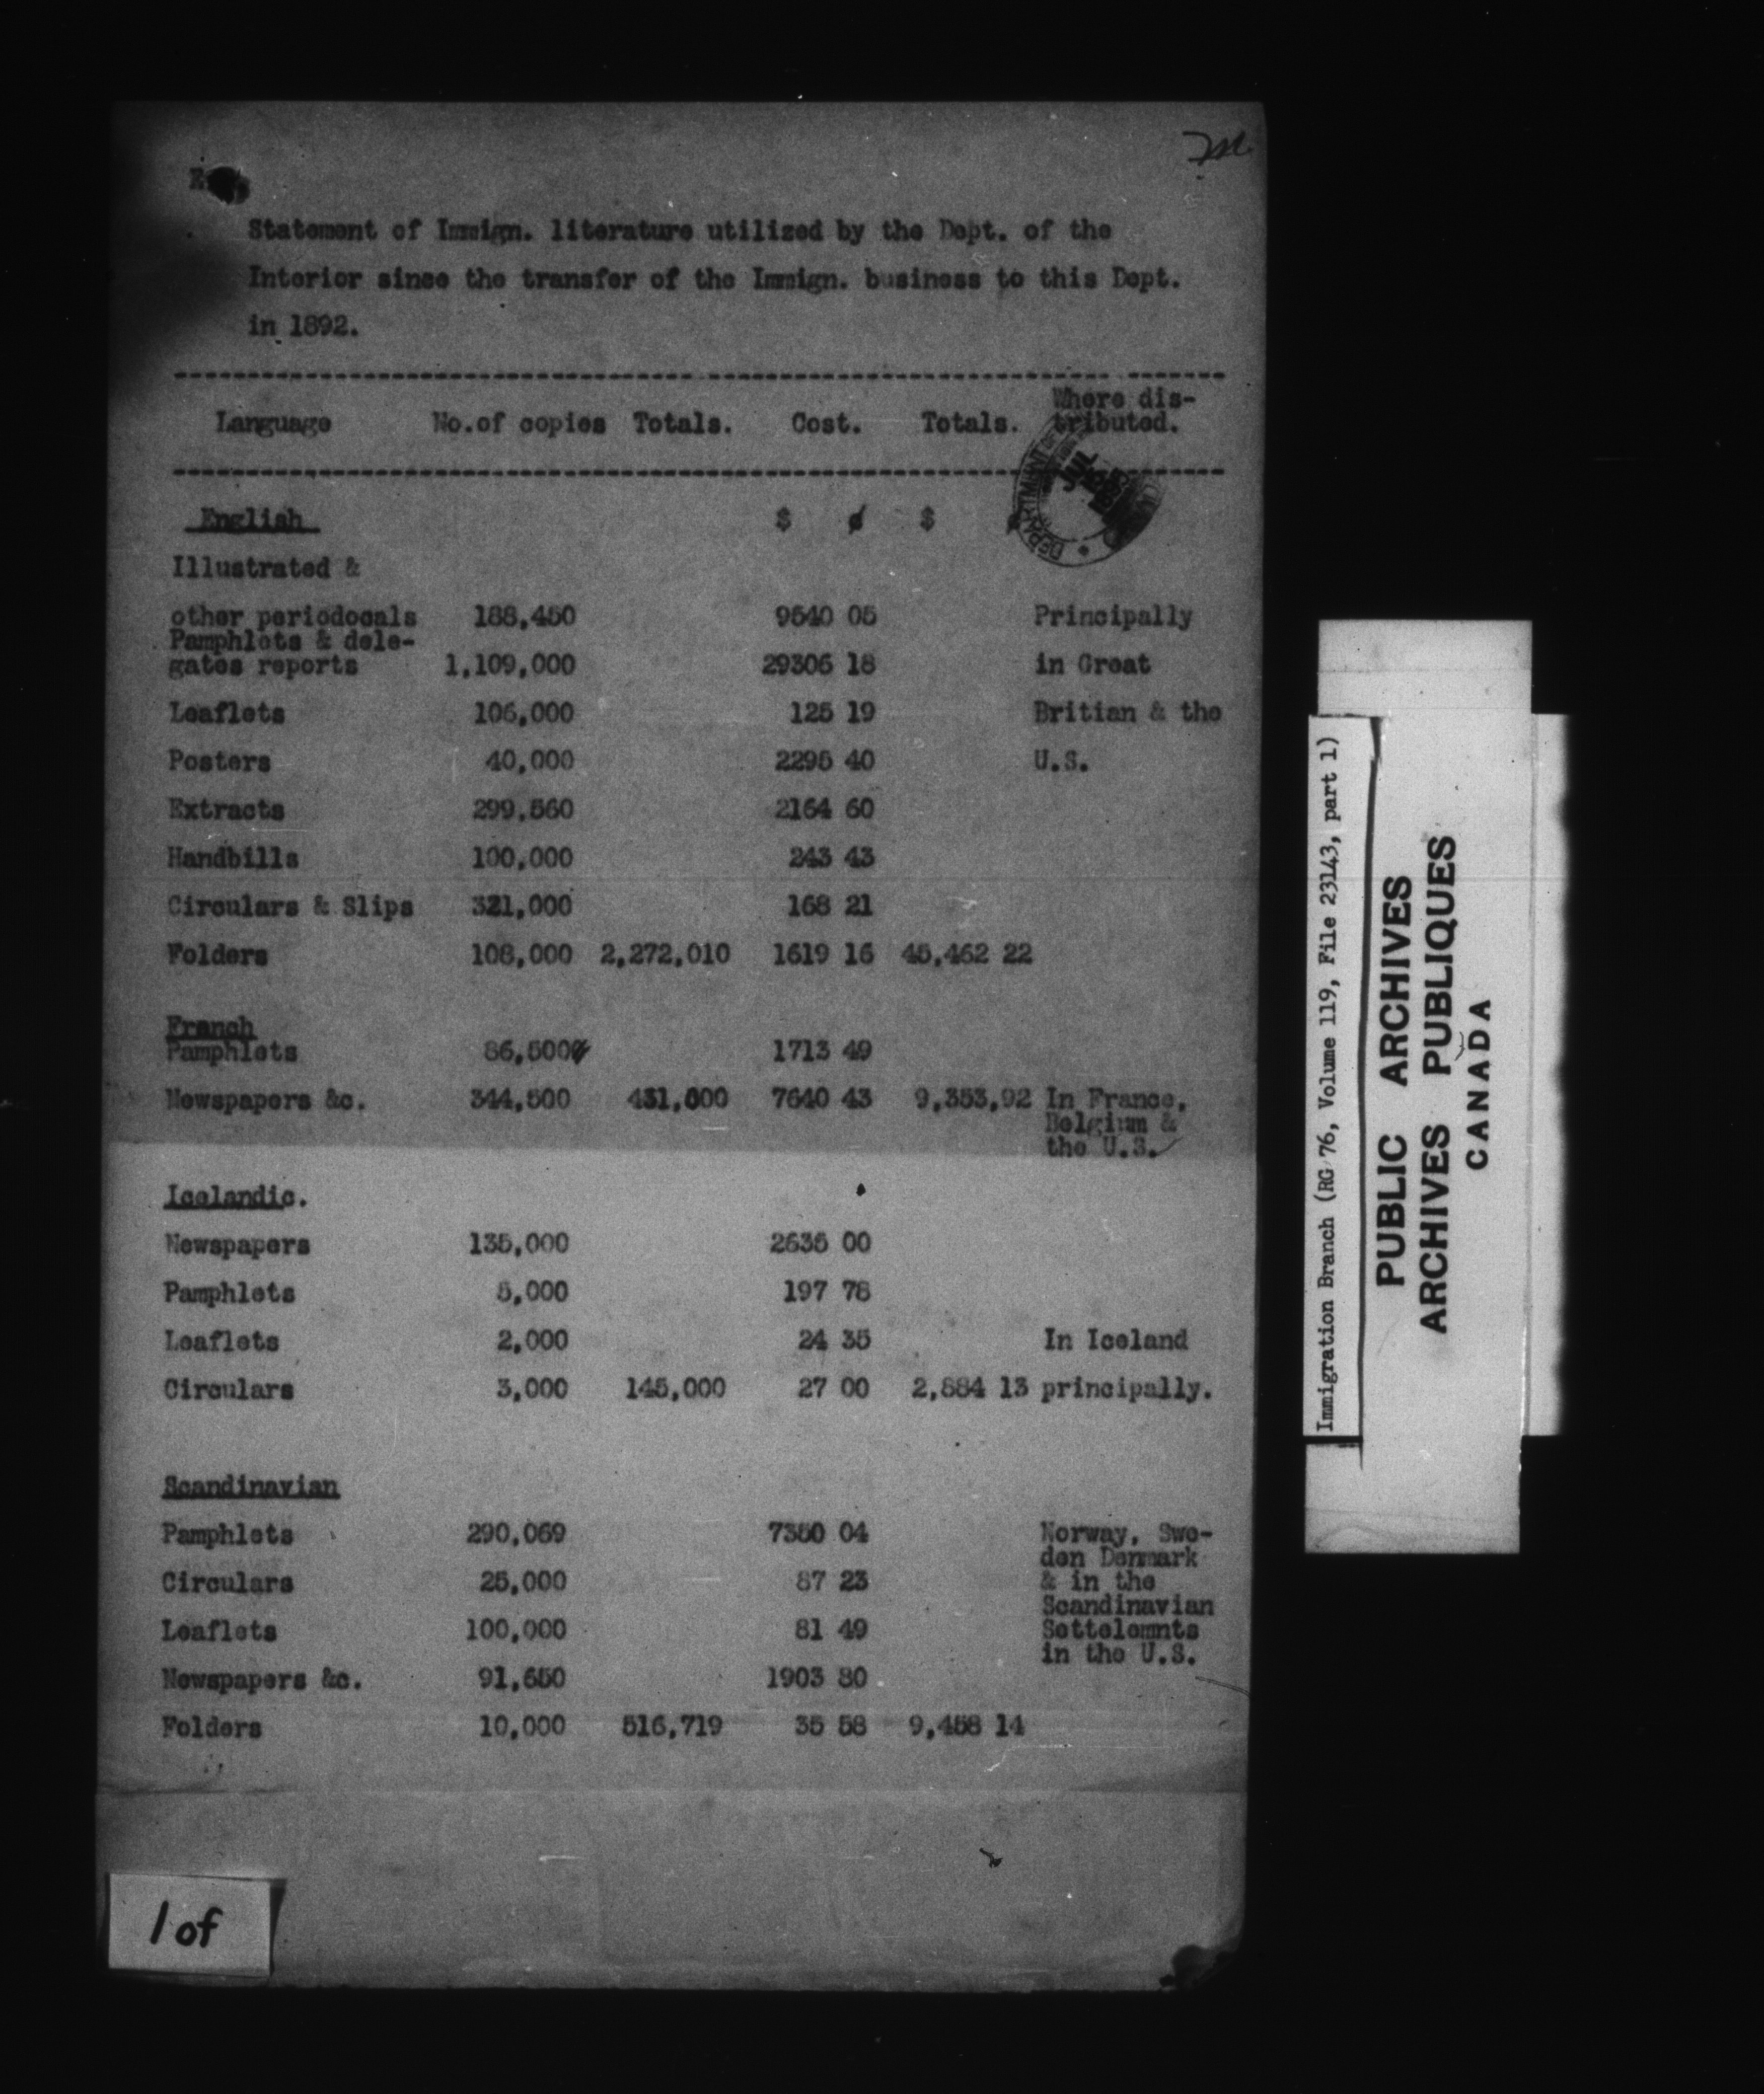 Statement of Immign. literature utilized by the Dept. of the
Interior since the transfer of the Immign. business to this Dept.
in 1892.
Language No.of copies Totals. Cost. Totals. Where dis-
tributed.
English $ ¢ $ ¢
Illustrated &
other periodocals 188,450 9540 05 Principally
Pamphlets & dele-
gates reports 1,109,000 29306 18 in Great
Leaflets 106,000 125 19 Britian & the
Posters 40,000 2295 40 U.S.
Extracts 299,560 2164 60
Handbills 100,000 243 43
Circulars & Slips 321,000 168 21
Folders 108,000 2,272,010 1619 16 45,462 22
French
Pamphlets 86,500 1713 49
Newspapers &c. 344,500 431,000 7640 43 9,353,92 In France,
Belgium &
the U.S.
Icelandic.
Newspapers 135,000 2635 00
Pamphlets 5,000 197 78
Leaflets 2,000 24 35 In Iceland
Circulars 3,000 145,000 27 00 2,884 13 principally.
Scandinavian
Pamphlets 290,069 7350 04 Norway, Swe-
den Denmark
Circulars 25,000 87 23 & in the
Scandinavian
Leaflets 100,000 81 49 Settelemnts
in the U.S.
Newspapers &c. 91,650 1903 80
Folders 10,000 516,719 35 58 9,458 14
1 of
Immigration Branch (RG 76, Volume 119, File 23143, part 1)
PUBLIC ARCHIVES
ARCHIVES PUBLIQUES
CANADA
DEPARTMENT OF
JUL